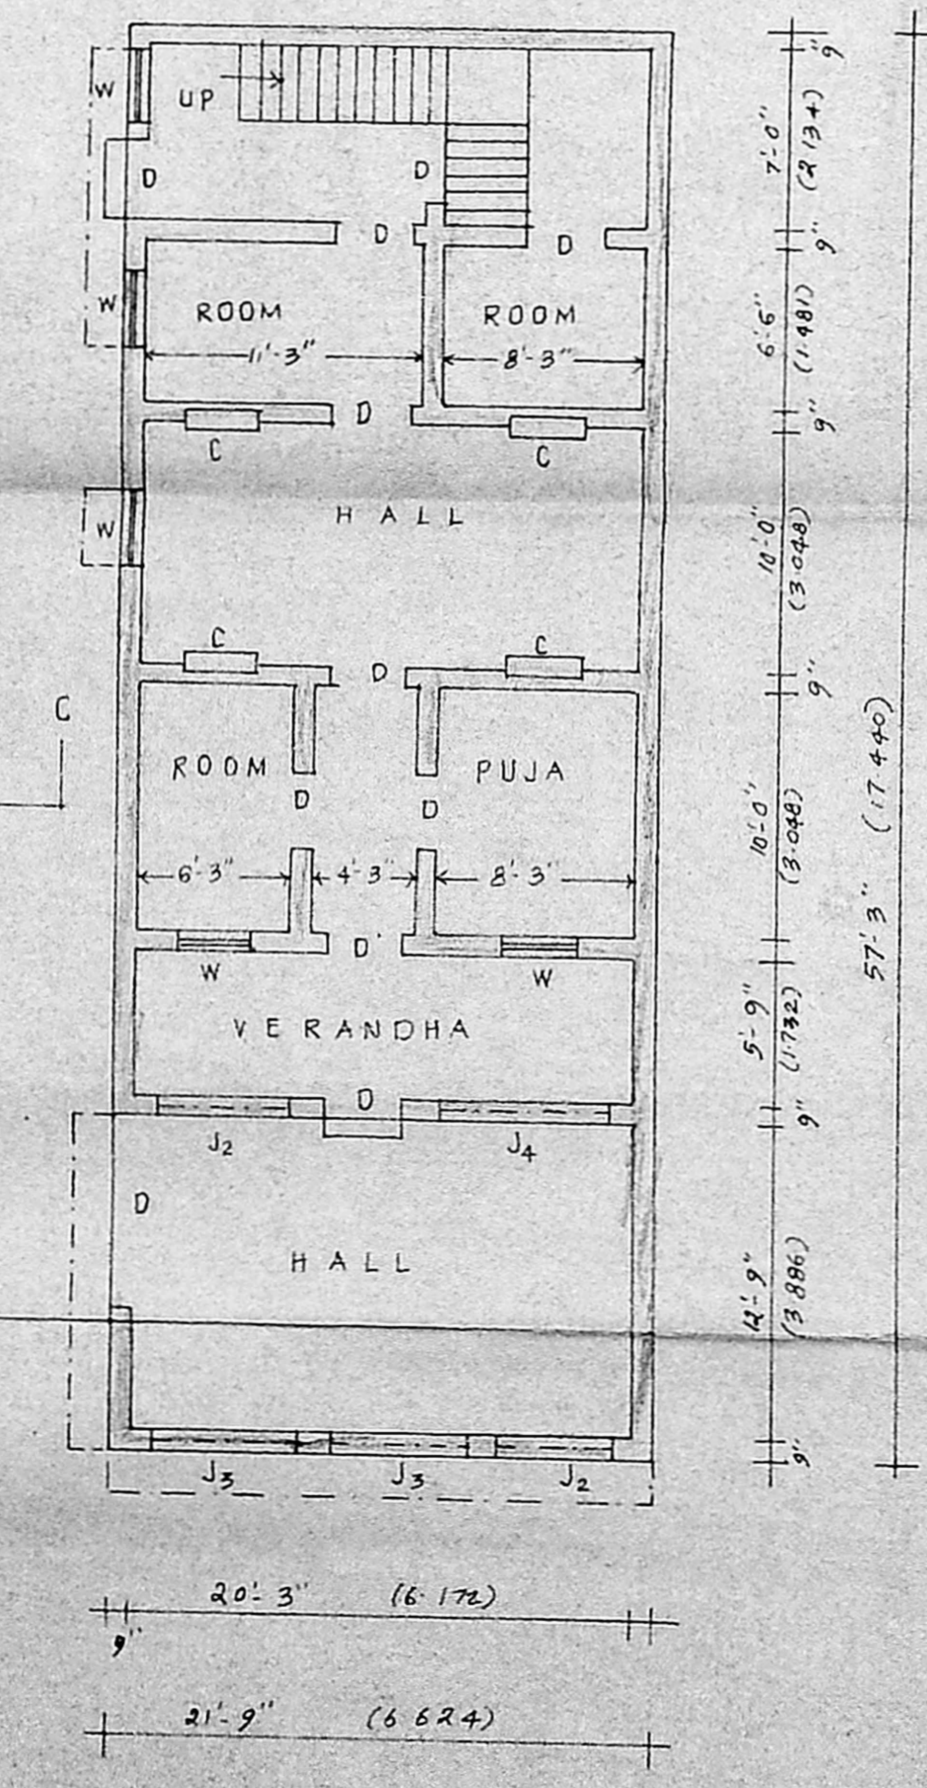 W
UP
9"
7'-0"
(2134)
D
D
D
D
9"
W
ROOM
ROOM
11'-3"
8'-3"
6'-6"
(1.481)
D
9"
C
C
W
HALL
10'-0"
(3.048)
C
C
D
9"
C
ROOM
PUJA
D
D
10'-0"
(3.048)
57'-3" (17.440)
6'-3"
4'-3"
8'-3"
D
W
W
VERANDHA
5'-9"
(1.732)
D
9"
J2
J4
D
HALL
12'-9"
(3.886)
9"
J3
J3
J2
20'-3" (6.172)
9"
21'-9" (6.624)